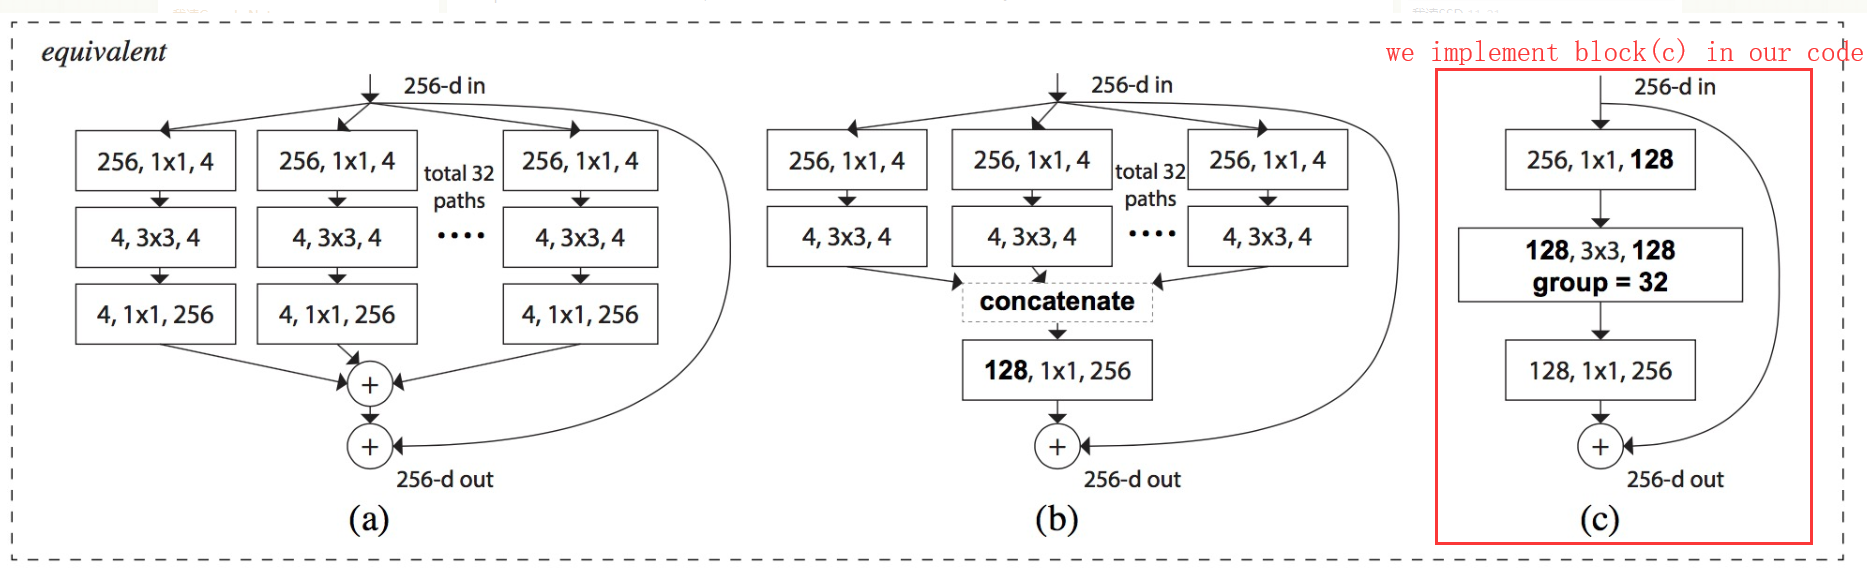 equivalent
we implement block(c) in our code
256-d in
256, 1x1, 4
256, 1x1, 4
total 32
paths
256, 1x1, 4
4, 3x3, 4
4, 3x3, 4
4, 3x3, 4
4, 1x1, 256
4, 1x1, 256
4, 1x1, 256
+
+
256-d out
(a)
256-d in
256, 1x1, 4
256, 1x1, 4
total 32
paths
256, 1x1, 4
4, 3x3, 4
4, 3x3, 4
4, 3x3, 4
concatenate
128, 1x1, 256
+
256-d out
(b)
256-d in
256, 1x1, 128
128, 3x3, 128
group = 32
128, 1x1, 256
+
256-d out
(c)